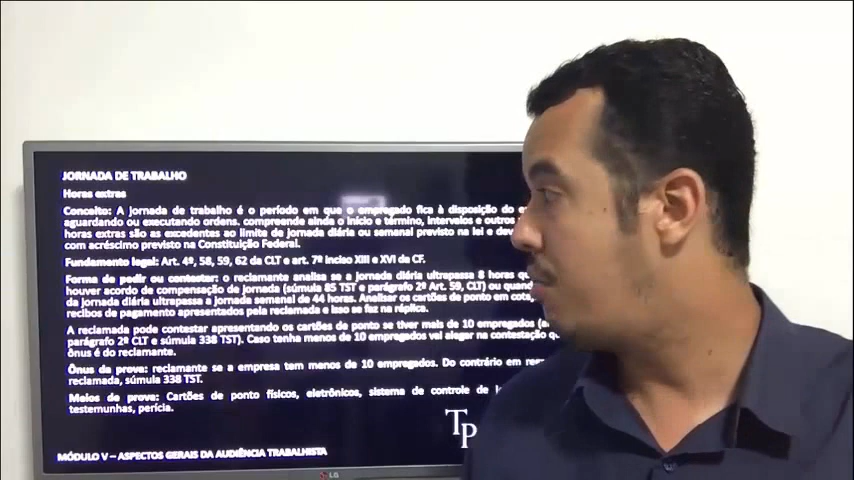 JORNADA DE TRABALHO
Horas extras
Conceito: A jornada de trabalho é o período em que o empregado fica à disposição do
aguardando ou executando ordens. compreende ainda o início e término, intervelos e outros
horas extras são as excedentes ao limite de jornada diária ou semanal previsto na lei e
com acréscimo previsto na Constituição Federal.
Fundamento legal: Art. 4º, 58, 59, 62 da CLT e art. 7º inciso XIII e XVI da CF.
Forma de pedir ou contestar: o reclamante analisa se a jornada diária ultrapassa 8 horas
houver acordo de compensação de jornada (súmula 85 TST e parágrafo 2º Art. 59, CLT) ou
da jornada diária ultrapassa a jornada semanal de 44 horas. Analisar os cartões de ponto em cots,
recibos de pagamento apresentados pela reclamada e isso se faz na réplica.
A reclamada pode contestar apresentando os cartões de ponto se tiver mais de 10 empregados
parágrafo 2º CLT e súmula 338 TST). Caso tenha menos de 10 empregados vai alegar na contestação
ônus é do reclamante.
Ônus da prova: reclamante se a empresa tem menos de 10 empregados. Do contrário em
reclamada, súmula 338 TST.
Meios de prova: Cartões de ponto físicos, eletrônicos, sistema de controle de
testemunhas, perícia.
TP
MÓDULO V – ASPECTOS GERAIS DA AUDIÊNCIA TRABALHISTA
LG